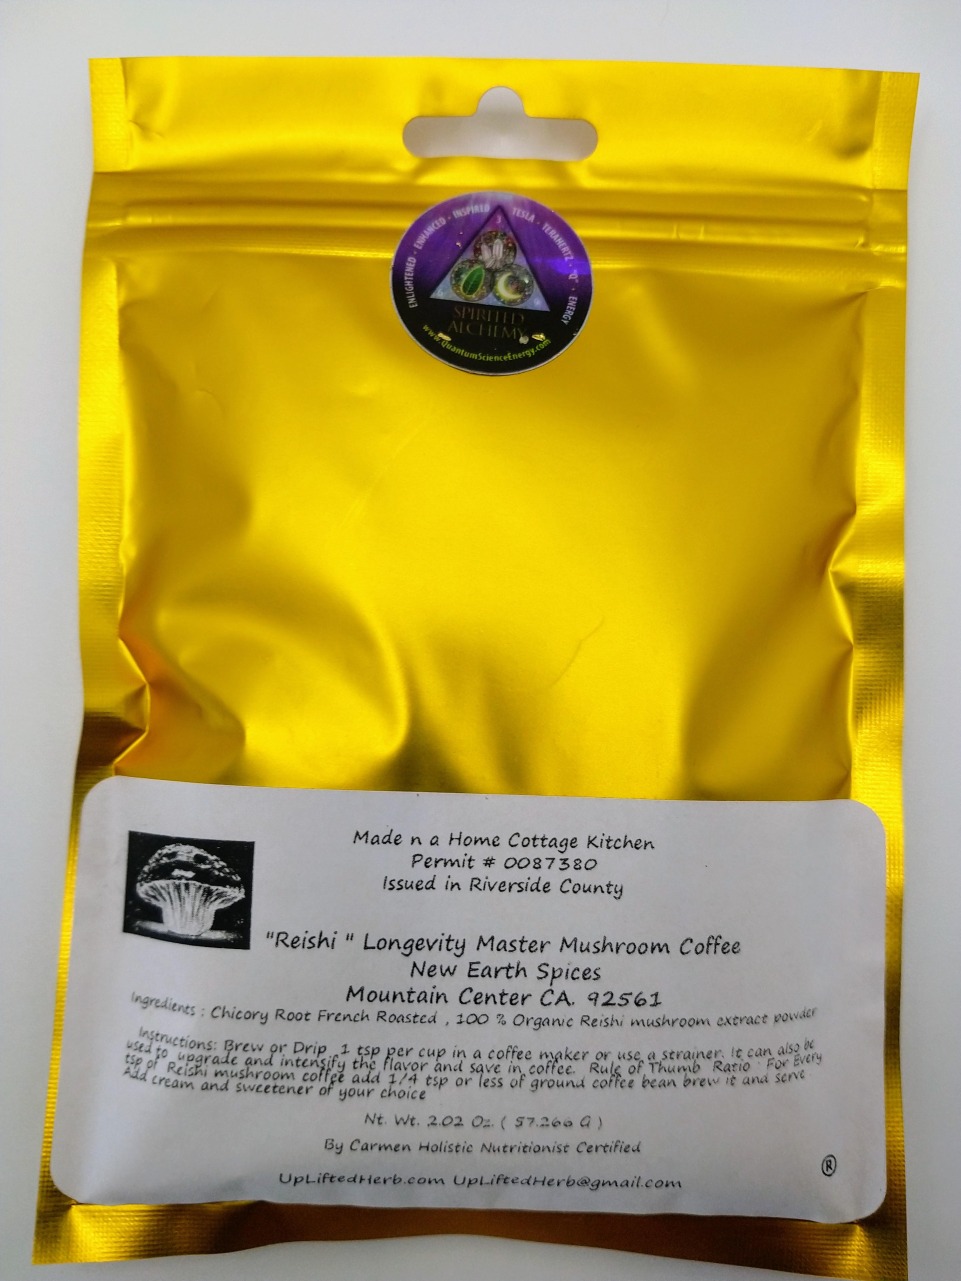 ENLIGHTENED · ENHANCED · INSPIRED · TESLA · TERAHERTZ · "Q" · ENERGY
3
SPIRITED
ALCHEMY
www.QuantumScienceEnergy.com
Made n a Home Cottage Kitchen
Permit # 0087380
Issued in Riverside County
"Reishi " Longevity Master Mushroom Coffee
New Earth Spices
Mountain Center CA. 92561
Ingredients : Chicory Root French Roasted , 100 % Organic Reishi mushroom extract powder
Instructions: Brew or Drip 1 tsp per cup in a coffee maker or use a strainer. It can also be
used to upgrade and intensify the flavor and save in coffee. Rule of Thumb Ratio : For Every
tsp of Reishi mushroom coffee add 1/4 tsp or less of ground coffee bean brew it and serve
Add cream and sweetener of your choice
Nt. Wt. 2.02 Oz. ( 57.266 G )
By Carmen Holistic Nutritionist Certified
®
UpLiftedHerb.com UpLiftedHerb@gmail.com